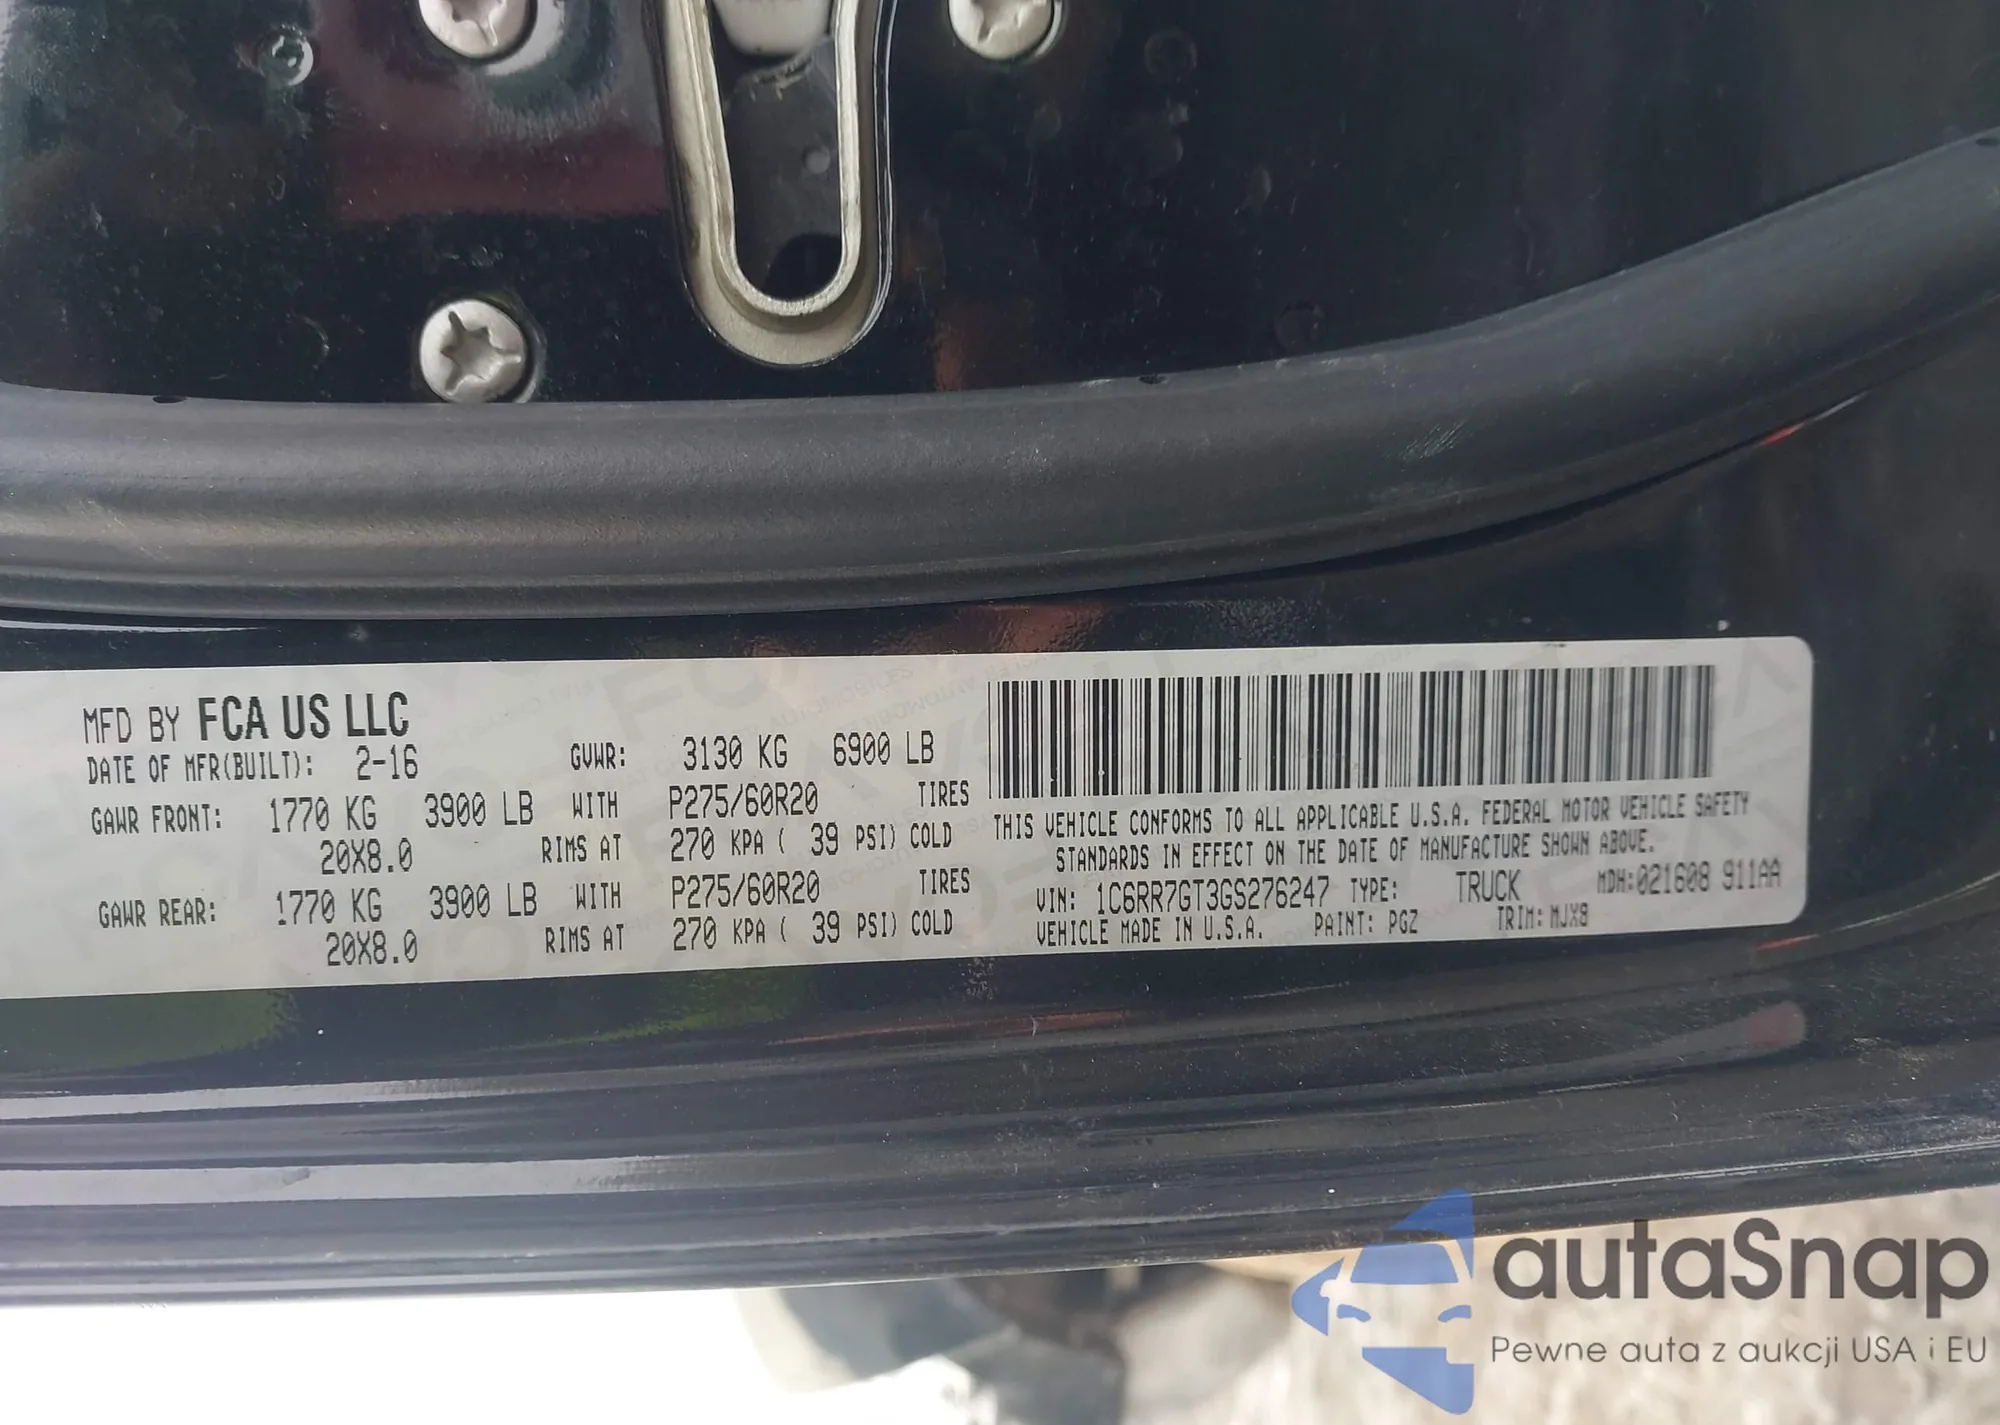 MFD BY FCA US LLC
DATE OF MFR(BUILT): 2-16 GVWR: 3130 KG 6900 LB
GAWR FRONT: 1770 KG 3900 LB WITH P275/60R20 TIRES
20X8.0 RIMS AT 270 KPA ( 39 PSI) COLD
GAWR REAR: 1770 KG 3900 LB WITH P275/60R20 TIRES
20X8.0 RIMS AT 270 KPA ( 39 PSI) COLD
THIS VEHICLE CONFORMS TO ALL APPLICABLE U.S.A. FEDERAL MOTOR VEHICLE SAFETY
STANDARDS IN EFFECT ON THE DATE OF MANUFACTURE SHOWN ABOVE.
VIN: 1C6RR7GT3GS276247 TYPE: TRUCK MDH:021608 911AA
VEHICLE MADE IN U.S.A. PAINT: PGZ TRIM: MJX8
autaSnap
Pewne auta z aukcji USA i EU